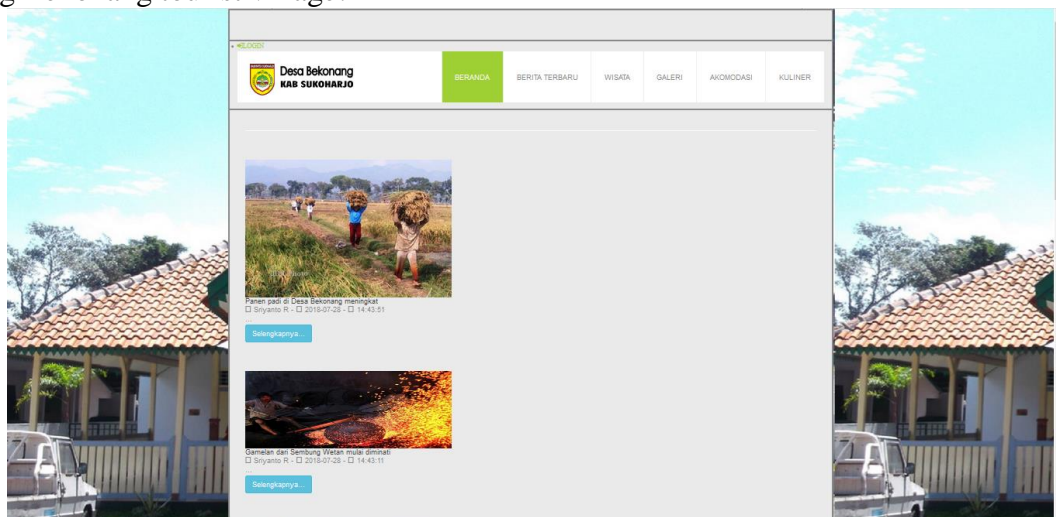 LOGIN
Desa Bekonang
KAB SUKOHARJO
BERANDA BERITA TERBARU WISATA GALERI AKOMODASI KULINER
Panen padi di Desa Bekonang meningkat
Sriyanto R - 2018-07-28 - 14:43:51
...
Selengkapnya...
Gamelan dari Sembung Wetan mulai diminati
Sriyanto R - 2018-07-28 - 14:43:11
...
Selengkapnya...